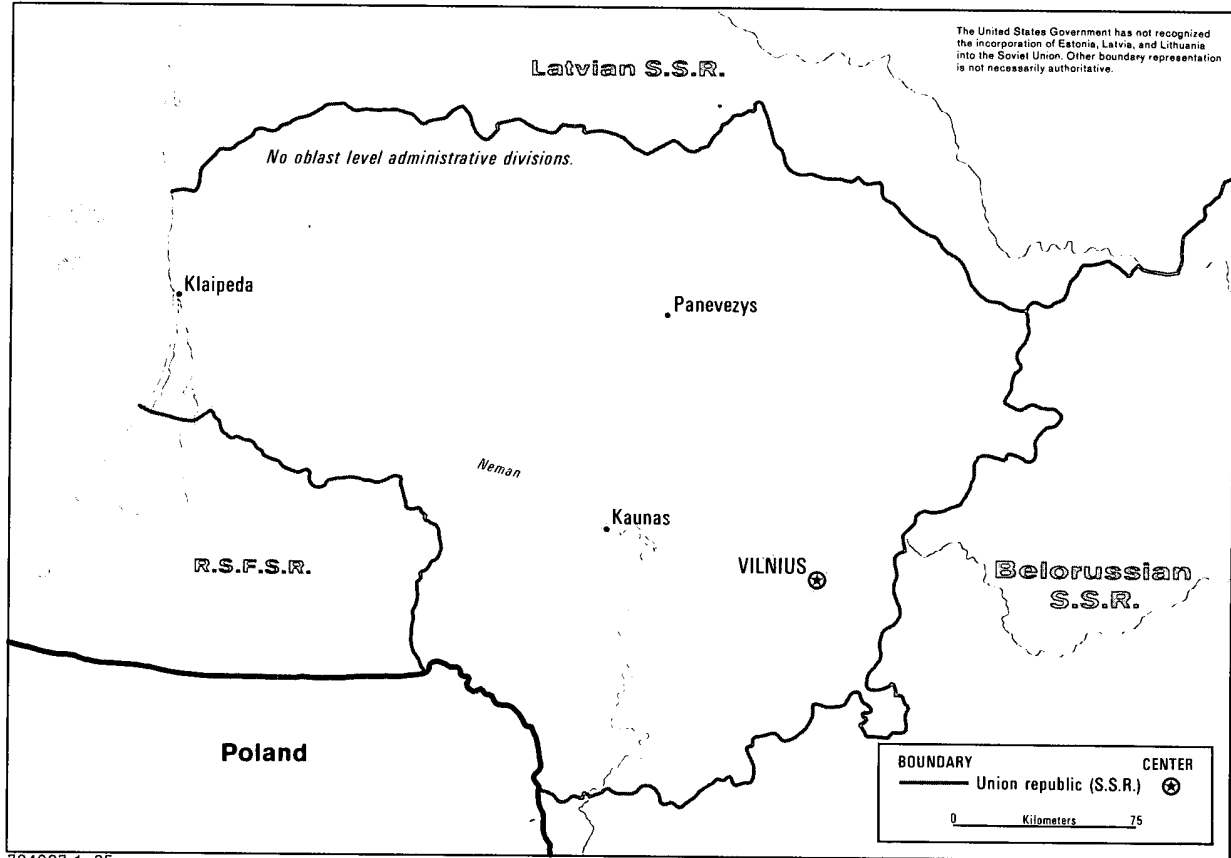 The United States Government has not recognized
the incorporation of Estonia, Latvia, and Lithuania
into the Soviet Union. Other boundary representation
is not necessarily authoritative.
Latvian S.S.R.
No oblast level administrative divisions.
Klaipeda
Panevezys
Neman
Kaunas
R.S.F.S.R.
VILNIUS
Belorussian
S.S.R.
Poland
BOUNDARY CENTER
Union republic (S.S.R.)
0 Kilometers 75